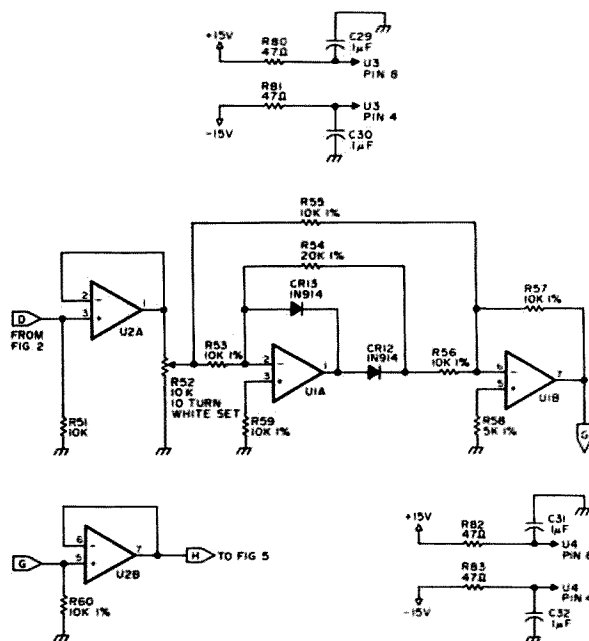 +15V
R80
47Ω
C29
.1µF
U3
PIN 8
R81
47Ω
U3
PIN 4
-15V
C30
.1µF
R55
10K 1%
R54
20K 1%
CR13
1N914
R57
10K 1%
2
1
3
U2A
D
FROM
FIG 2
R53
10K 1%
2
3
1
U1A
CR12
1N914
R56
10K 1%
6
5
7
U1B
R52
10K
10 TURN
WHITE SET
R51
10K
R59
10K 1%
R58
5K 1%
G
6
5
7
U2B
G
H
TO FIG 5
R60
10K 1%
+15V
R82
47Ω
C31
1µF
U4
PIN
R83
47Ω
U4
PIN 4
-15V
C32
1µF